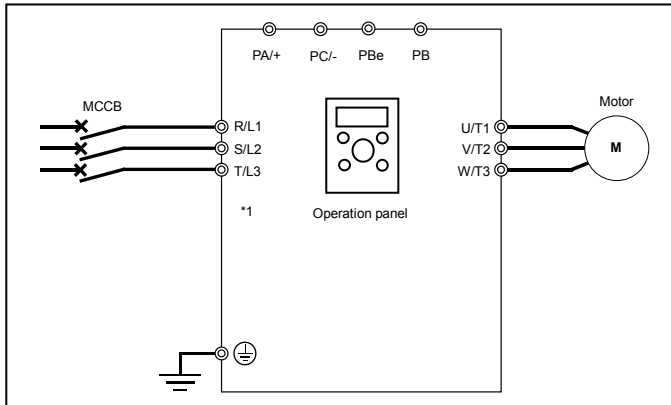 PA/+ PC/- PBe PB
MCCB
Motor
R/L1
U/T1
S/L2
V/T2
M
T/L3
W/T3
*1
Operation panel